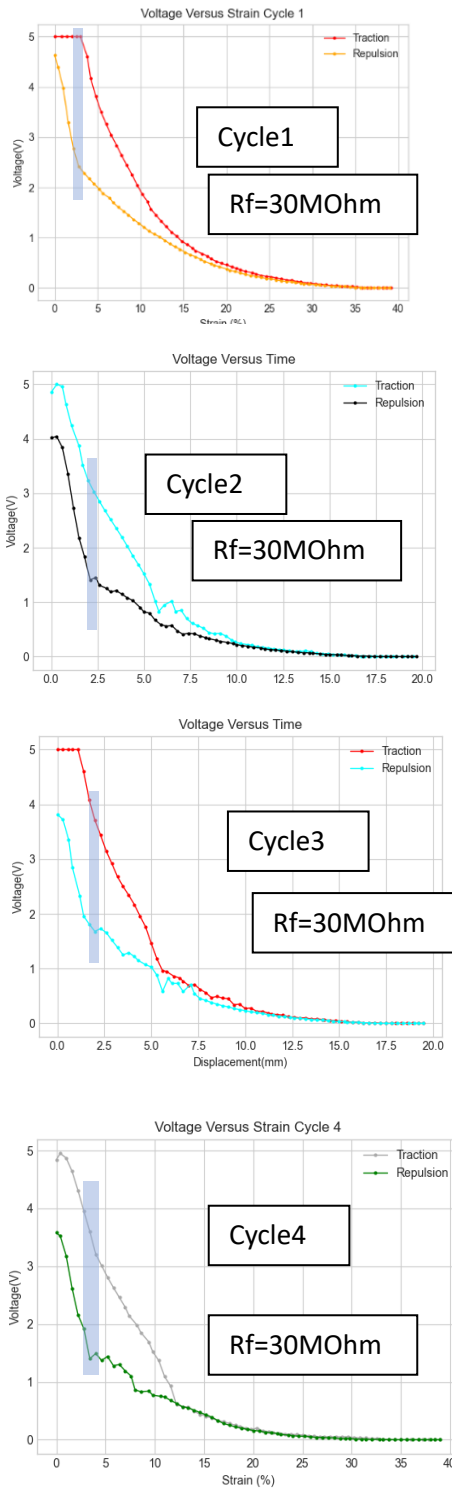 Voltage Versus Strain Cycle 1
5
4
3
2
1
0
Voltage(V)
Traction
Repulsion
Cycle1
Rf=30MOhm
0 5 10 15 20 25 30 35 40
Strain (%)
Voltage Versus Time
5
4
3
2
1
0
Voltage(V)
Traction
Repulsion
Cycle2
Rf=30MOhm
0.0 2.5 5.0 7.5 10.0 12.5 15.0 17.5 20.0
Voltage Versus Time
5
4
3
2
1
0
Voltage(V)
Traction
Repulsion
Cycle3
Rf=30MOhm
0.0 2.5 5.0 7.5 10.0 12.5 15.0 17.5 20.0
Displacement(mm)
Voltage Versus Strain Cycle 4
5
4
3
2
1
0
Voltage(V)
Traction
Repulsion
Cycle4
Rf=30MOhm
0 5 10 15 20 25 30 35 40
Strain (%)